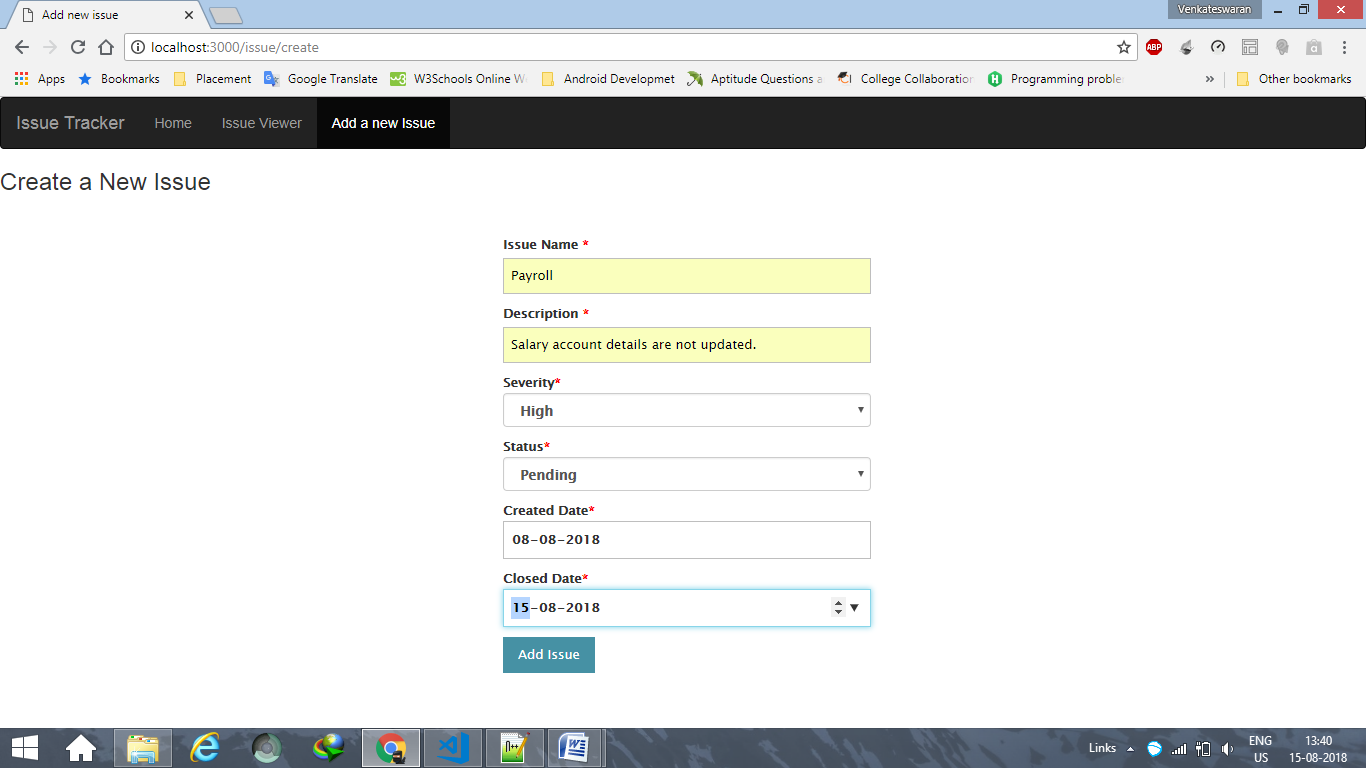 Add new issue
Venkateswaran
localhost:3000/issue/create
ABP
Apps
Bookmarks
Placement
Google Translate
W3Schools Online W
Android Developmet
Aptitude Questions a
College Collaboration
Programming proble
»
Other bookmarks
Issue Tracker
Home
Issue Viewer
Add a new Issue
Create a New Issue
Issue Name *
Payroll
Description *
Salary account details are not updated.
Severity*
High
Status*
Pending
Created Date*
08-08-2018
Closed Date*
15-08-2018
Add Issue
Links
ENG
US
13:40
15-08-2018